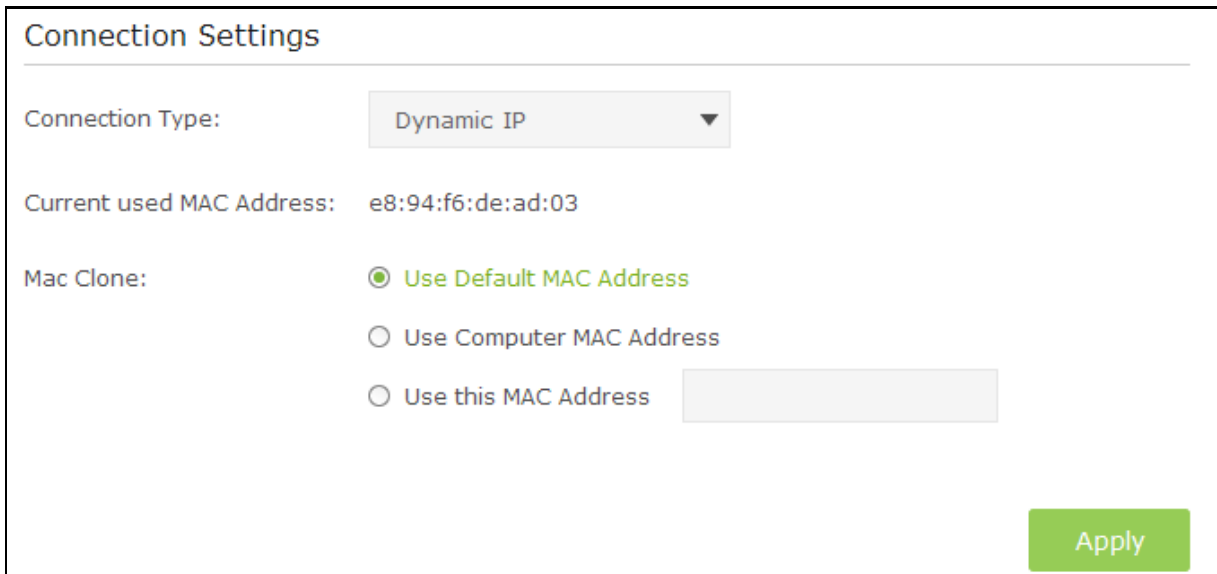 Connection Settings
Connection Type: Dynamic IP
Current used MAC Address: e8:94:f6:de:ad:03
Mac Clone: Use Default MAC Address
Use Computer MAC Address
Use this MAC Address
Apply